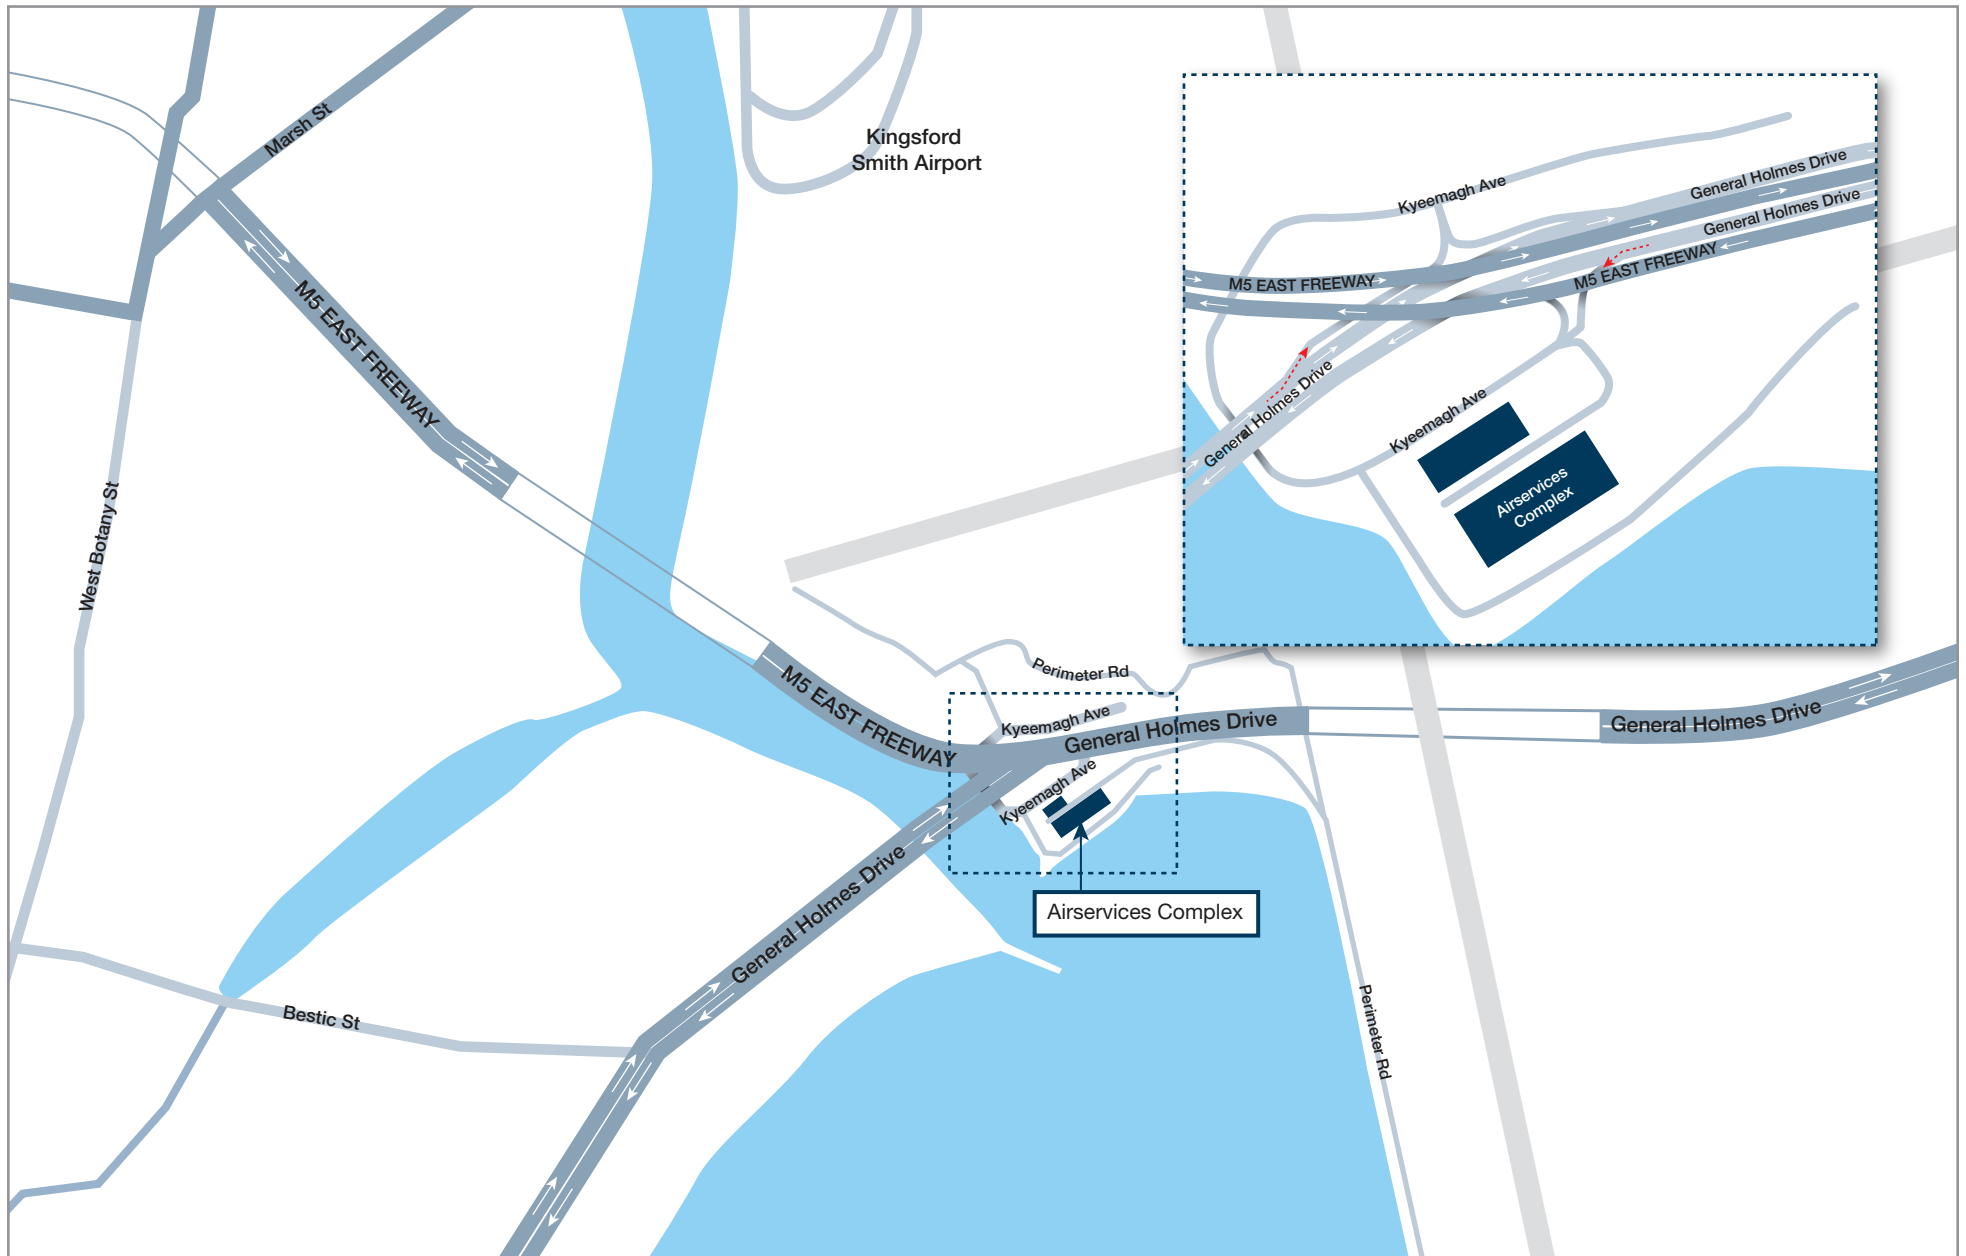 Marsh St
Kingsford
Smith Airport
M5 EAST FREEWAY
West Botany St
Kyeemagh Ave
General Holmes Drive
General Holmes Drive
M5 EAST FREEWAY
M5 EAST FREEWAY
General Holmes Drive
Kyeemagh Ave
Airservices
Complex
Perimeter Rd
M5 EAST FREEWAY
Kyeemagh Ave
General Holmes Drive
General Holmes Drive
Kyeemagh Ave
General Holmes Drive
Airservices Complex
Bestic St
Perimeter Rd